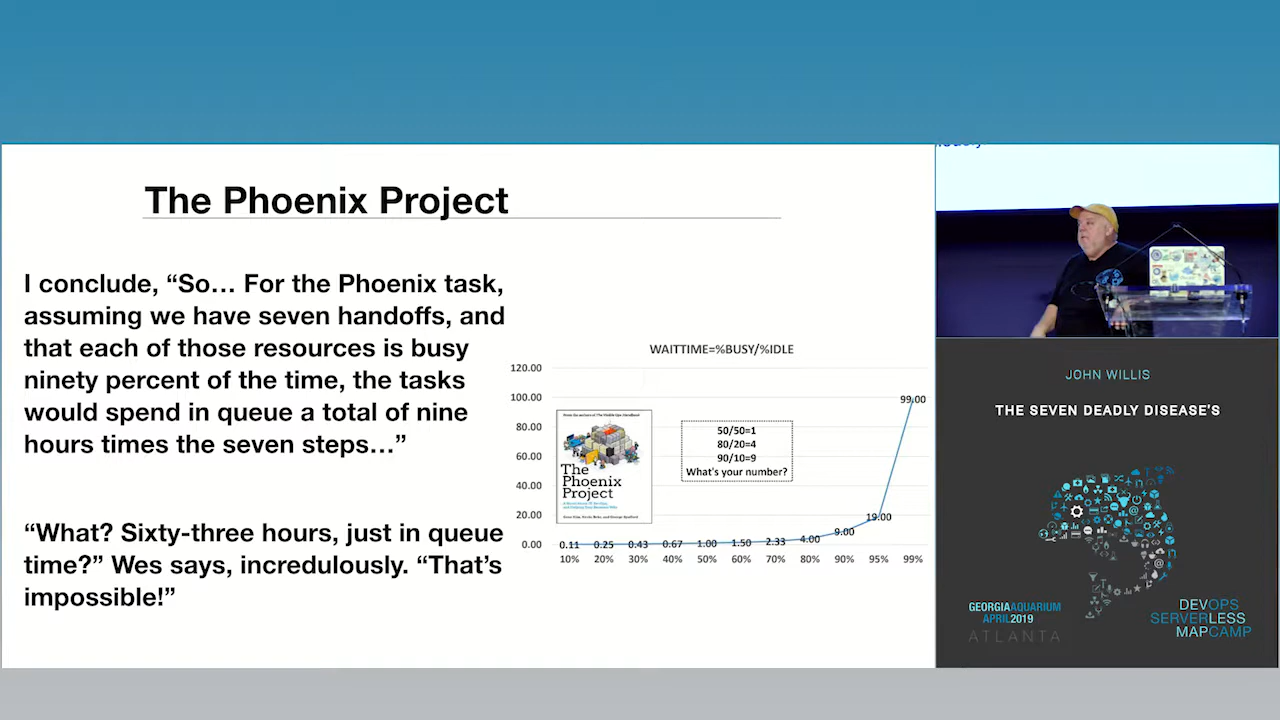 The Phoenix Project
I conclude, “So… For the Phoenix task,
assuming we have seven handoffs, and
that each of those resources is busy
ninety percent of the time, the tasks
would spend in queue a total of nine
hours times the seven steps…”
“What? Sixty-three hours, just in queue
time?” Wes says, incredulously. “That’s
impossible!”
WAITTIME=%BUSY/%IDLE
120.00
100.00
80.00
60.00
40.00
20.00
0.00
99.00
50/50=1
80/20=4
90/10=9
What's your number?
The
Phoenix
Project
0.11 0.25 0.43 0.67 1.00 1.50 2.33 4.00 9.00 19.00
10% 20% 30% 40% 50% 60% 70% 80% 90% 95% 99%
JOHN WILLIS
THE SEVEN DEADLY DISEASE'S
GEORGIAAQUARIUM
APRIL2019
ATLANTA
DEVOPS
SERVERLESS
MAPCAMP